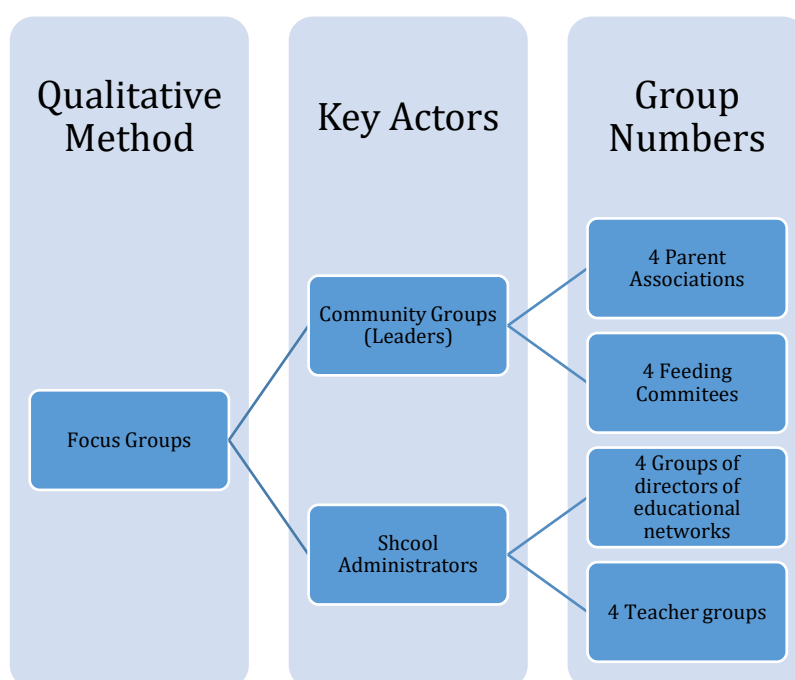 Qualitative
Method
Key Actors
Group
Numbers
Focus Groups
Community Groups
(Leaders)
Shcool
Administrators
4 Parent
Associations
4 Feeding
Commitees
4 Groups of
directors of
educational
networks
4 Teacher groups